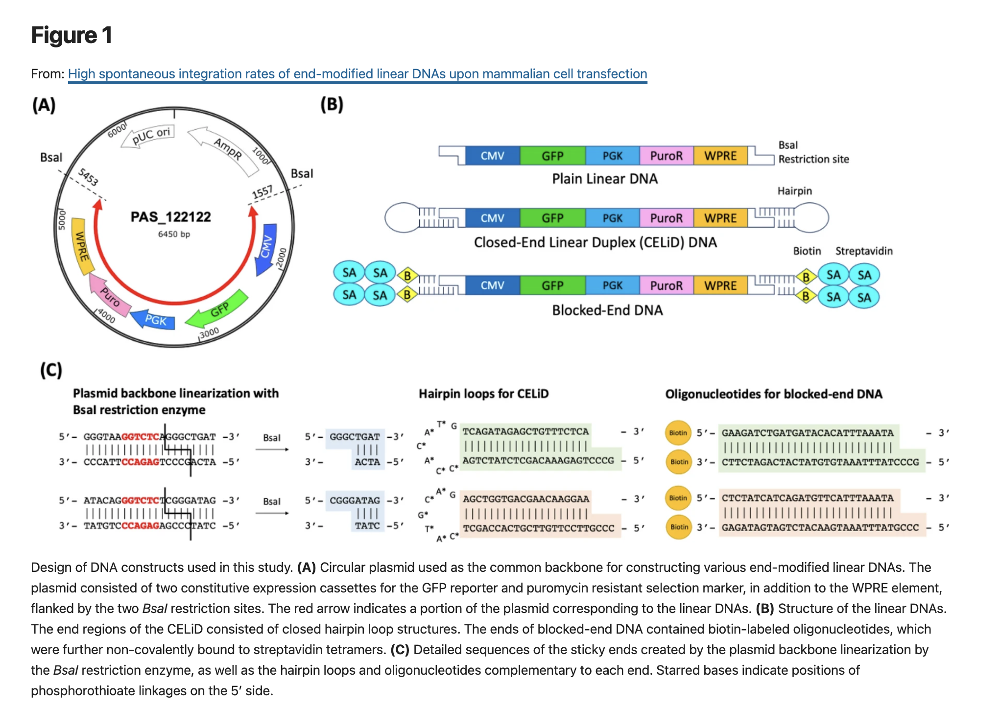 Figure 1
From: High spontaneous integration rates of end-modified linear DNAs upon mammalian cell transfection
(A)
6000
pUC ori
AmpR
1000
BsaI
5453
1557
BsaI
PAS_122122
6450 bp
5000
WPRE
CMV
2000
Puro
4000
PGK
GFP
3000
(B)
CMV GFP PGK PuroR WPRE
BsaI
Restriction site
Plain Linear DNA
Hairpin
CMV GFP PGK PuroR WPRE
Closed-End Linear Duplex (CELiD) DNA
Biotin Streptavidin
SA SA B B SA SA
CMV GFP PGK PuroR WPRE
SA SA B B SA SA
Blocked-End DNA
(C)
Plasmid backbone linearization with
BsaI restriction enzyme
5′- GGGTAAGGTCTCAGGGCTGAT -3′
3′- CCCATTCCAGAGTCCCGACTA -5′
BsaI
5′- GGGCTGAT -3′
3′- ACTA -5′
5′- ATACAGGGTCTCTCGGGATAG -3′
3′- TATGTCCCAGAGAGCCCTATC -5′
BsaI
5′- CGGGATAG -3′
3′- TATC -5′
Hairpin loops for CELiD
A* T* G TCAGATAGAGCTGTTTCTCA - 3′
C*
A* C* C* AGTCTATCTCGACAAAGAGTCCCG - 5′
C* A* G AGCTGGTGACGAACAAGGAA - 3′
G*
T* A* C* TCGACCACTGCTTGTTCCTTGCCC - 5′
Oligonucleotides for blocked-end DNA
Biotin 5′- GAAGATCTGATGATACACATTTAAATA - 3′
Biotin 3′- CTTCTAGACTACTATGTGTAAATTTATCCCG - 5′
Biotin 5′- CTCTATCATCAGATGTTCATTTAAATA - 3′
Biotin 3′- GAGATAGTAGTCTACAAGTAAATTTATGCCC - 5′
Design of DNA constructs used in this study. (A) Circular plasmid used as the common backbone for constructing various end-modified linear DNAs. The
plasmid consisted of two constitutive expression cassettes for the GFP reporter and puromycin resistant selection marker, in addition to the WPRE element,
flanked by the two BsaI restriction sites. The red arrow indicates a portion of the plasmid corresponding to the linear DNAs. (B) Structure of the linear DNAs.
The end regions of the CELiD consisted of closed hairpin loop structures. The ends of blocked-end DNA contained biotin-labeled oligonucleotides, which
were further non-covalently bound to streptavidin tetramers. (C) Detailed sequences of the sticky ends created by the plasmid backbone linearization by
the BsaI restriction enzyme, as well as the hairpin loops and oligonucleotides complementary to each end. Starred bases indicate positions of
phosphorothioate linkages on the 5′ side.